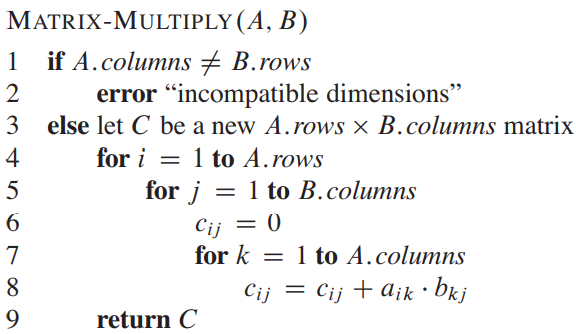 MATRIX-MULTIPLY(A, B)
1 if A.columns ≠ B.rows
2 error “incompatible dimensions”
3 else let C be a new A.rows × B.columns matrix
4 for i = 1 to A.rows
5 for j = 1 to B.columns
6 cij = 0
7 for k = 1 to A.columns
8 cij = cij + aik · bkj
9 return C